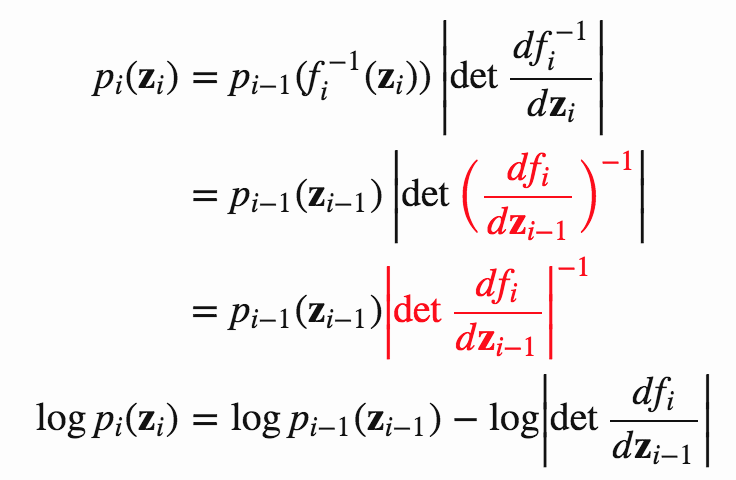 p_i(𝐳_i) = p_{i−1}(f_i^{−1}(𝐳_i)) |det df_i^{−1}/d𝐳_i|
= p_{i−1}(𝐳_{i−1}) |det (df_i/d𝐳_{i−1})^{−1}|
= p_{i−1}(𝐳_{i−1}) |det df_i/d𝐳_{i−1}|^{−1}
log p_i(𝐳_i) = log p_{i−1}(𝐳_{i−1}) − log |det df_i/d𝐳_{i−1}|